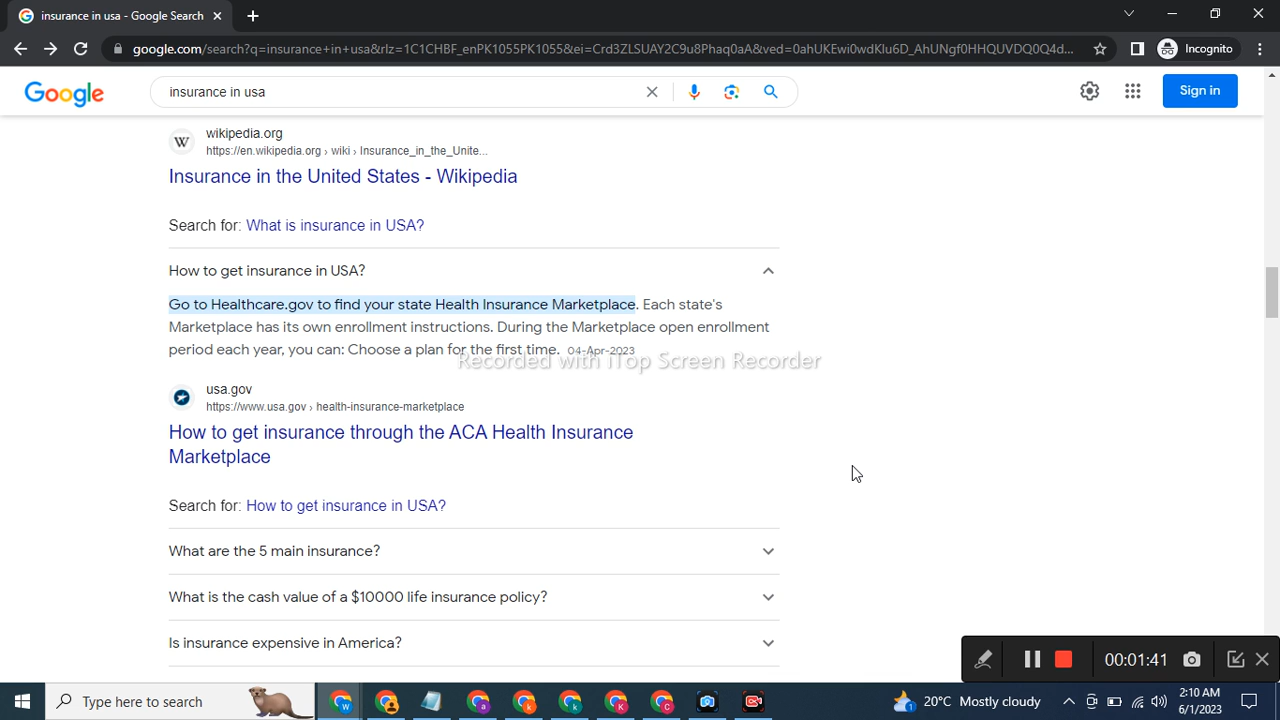 insurance in usa - Google Search
google.com/search?q=insurance+in+usa&rlz=1C1CHBF_enPK1055PK1055&ei=Crd3ZLSUAY2C9u8Phaq0aA&ved=0ahUKEwi0wdKlu6D_AhUNgf0HHQUVDQ0Q4d...
Incognito
Google
insurance in usa
Sign in
W
wikipedia.org
https://en.wikipedia.org › wiki › Insurance_in_the_Unite...
Insurance in the United States - Wikipedia
Search for: What is insurance in USA?
How to get insurance in USA?
Go to Healthcare.gov to find your state Health Insurance Marketplace. Each state's
Marketplace has its own enrollment instructions. During the Marketplace open enrollment
period each year, you can: Choose a plan for the first time. 04-Apr-2023
Recorded with iTop Screen Recorder
usa.gov
https://www.usa.gov › health-insurance-marketplace
How to get insurance through the ACA Health Insurance
Marketplace
Search for: How to get insurance in USA?
What are the 5 main insurance?
What is the cash value of a $10000 life insurance policy?
Is insurance expensive in America?
00:01:41
Type here to search
20°C Mostly cloudy
2:10 AM
6/1/2023